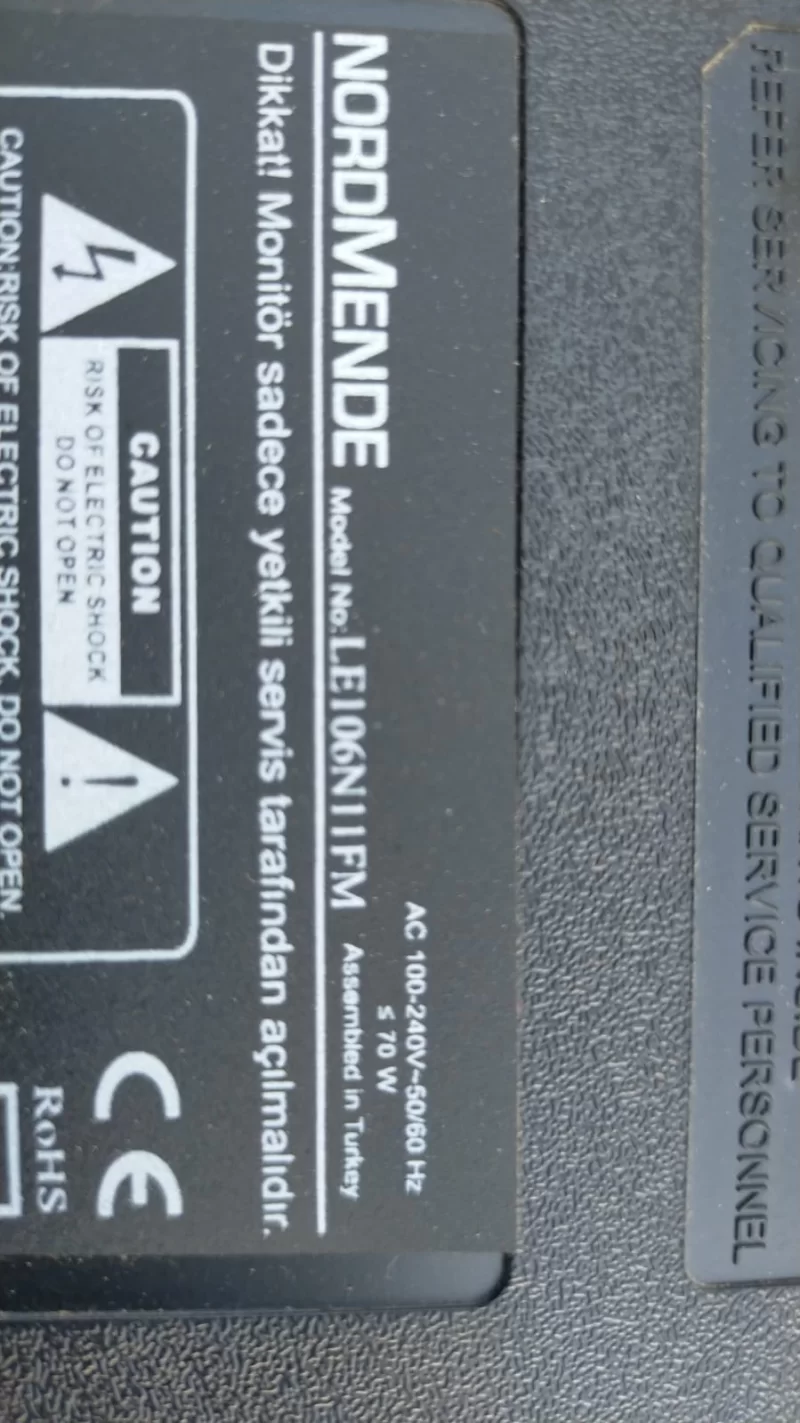 REFER SERVICING TO QUALIFIED SERVICE PERSONNEL
AC 100-240V~50/60 Hz
≤ 70 W
NORDMENDE Model No: LE106N11FM Assembled in Turkey
Dikkat! Monitör sadece yetkili servis tarafından açılmalıdır.
CAUTION
RISK OF ELECTRIC SHOCK
DO NOT OPEN
CAUTION: RISK OF ELECTRIC SHOCK. DO NOT OPEN.
CE
RoHS